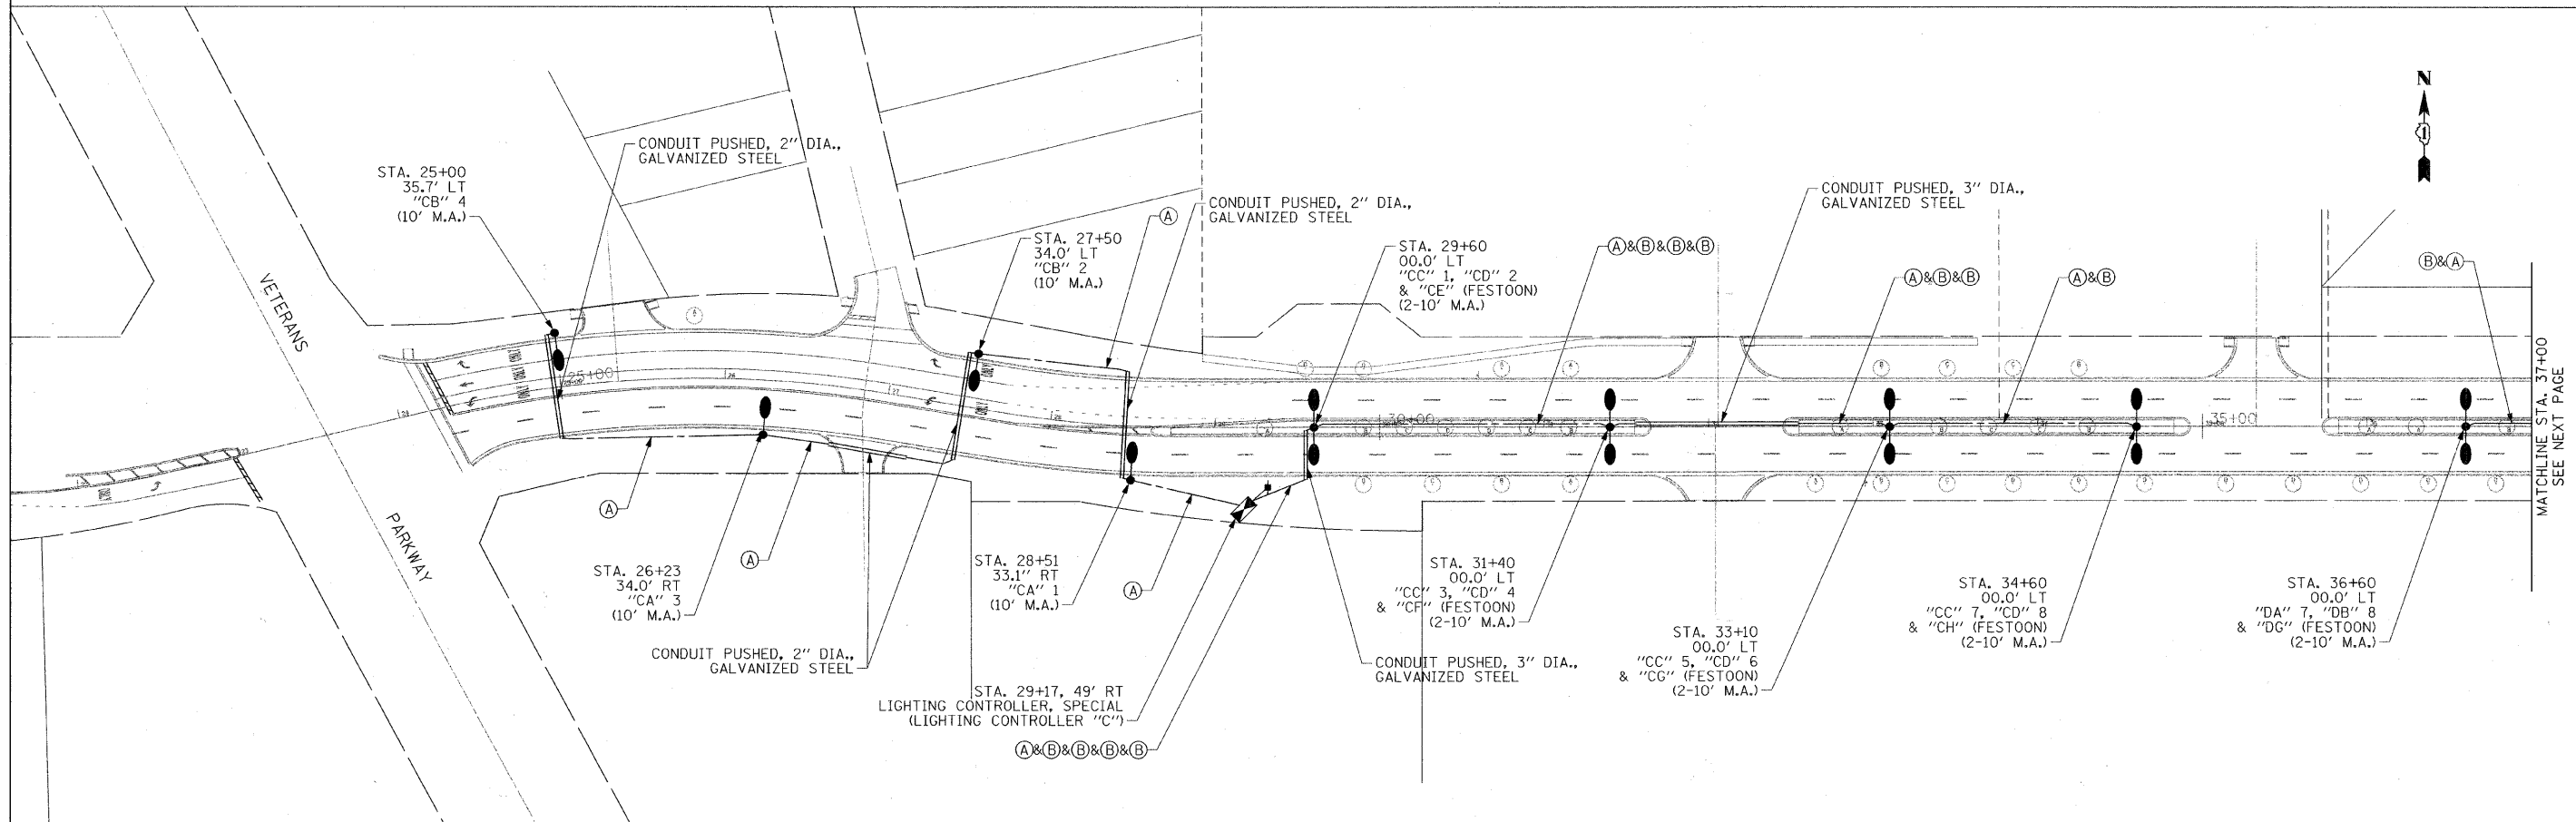 N
CONDUIT PUSHED, 2" DIA.,
GALVANIZED STEEL
STA. 25+00
35.7' LT
"CB" 4
(10' M.A.)
CONDUIT PUSHED, 2" DIA.,
GALVANIZED STEEL
A
STA. 27+50
34.0' LT
"CB" 2
(10' M.A.)
STA. 29+60
00.0' LT
"CC" 1, "CD" 2
& "CE" (FESTOON)
(2-10' M.A.)
A&B&B&B
CONDUIT PUSHED, 3" DIA.,
GALVANIZED STEEL
A&B&B
A&B
B&A
VETERANS
PARKWAY
25+00
30+00
35+00
26
27
28
ONLY
ONLY
ONLY
MATCHLINE STA. 37+00
SEE NEXT PAGE
A
STA. 26+23
34.0' RT
"CA" 3
(10' M.A.)
A
CONDUIT PUSHED, 2" DIA.,
GALVANIZED STEEL
STA. 28+51
33.1" RT
"CA" 1
(10' M.A.)
A
STA. 29+17, 49' RT
LIGHTING CONTROLLER, SPECIAL
(LIGHTING CONTROLLER "C")
A&B&B&B&B
CONDUIT PUSHED, 3" DIA.,
GALVANIZED STEEL
STA. 31+40
00.0' LT
"CC" 3, "CD" 4
& "CF" (FESTOON)
(2-10' M.A.)
STA. 33+10
00.0' LT
"CC" 5, "CD" 6
& "CG" (FESTOON)
(2-10' M.A.)
STA. 34+60
00.0' LT
"CC" 7, "CD" 8
& "CH" (FESTOON)
(2-10' M.A.)
STA. 36+60
00.0' LT
"DA" 7, "DB" 8
& "DG" (FESTOON)
(2-10' M.A.)